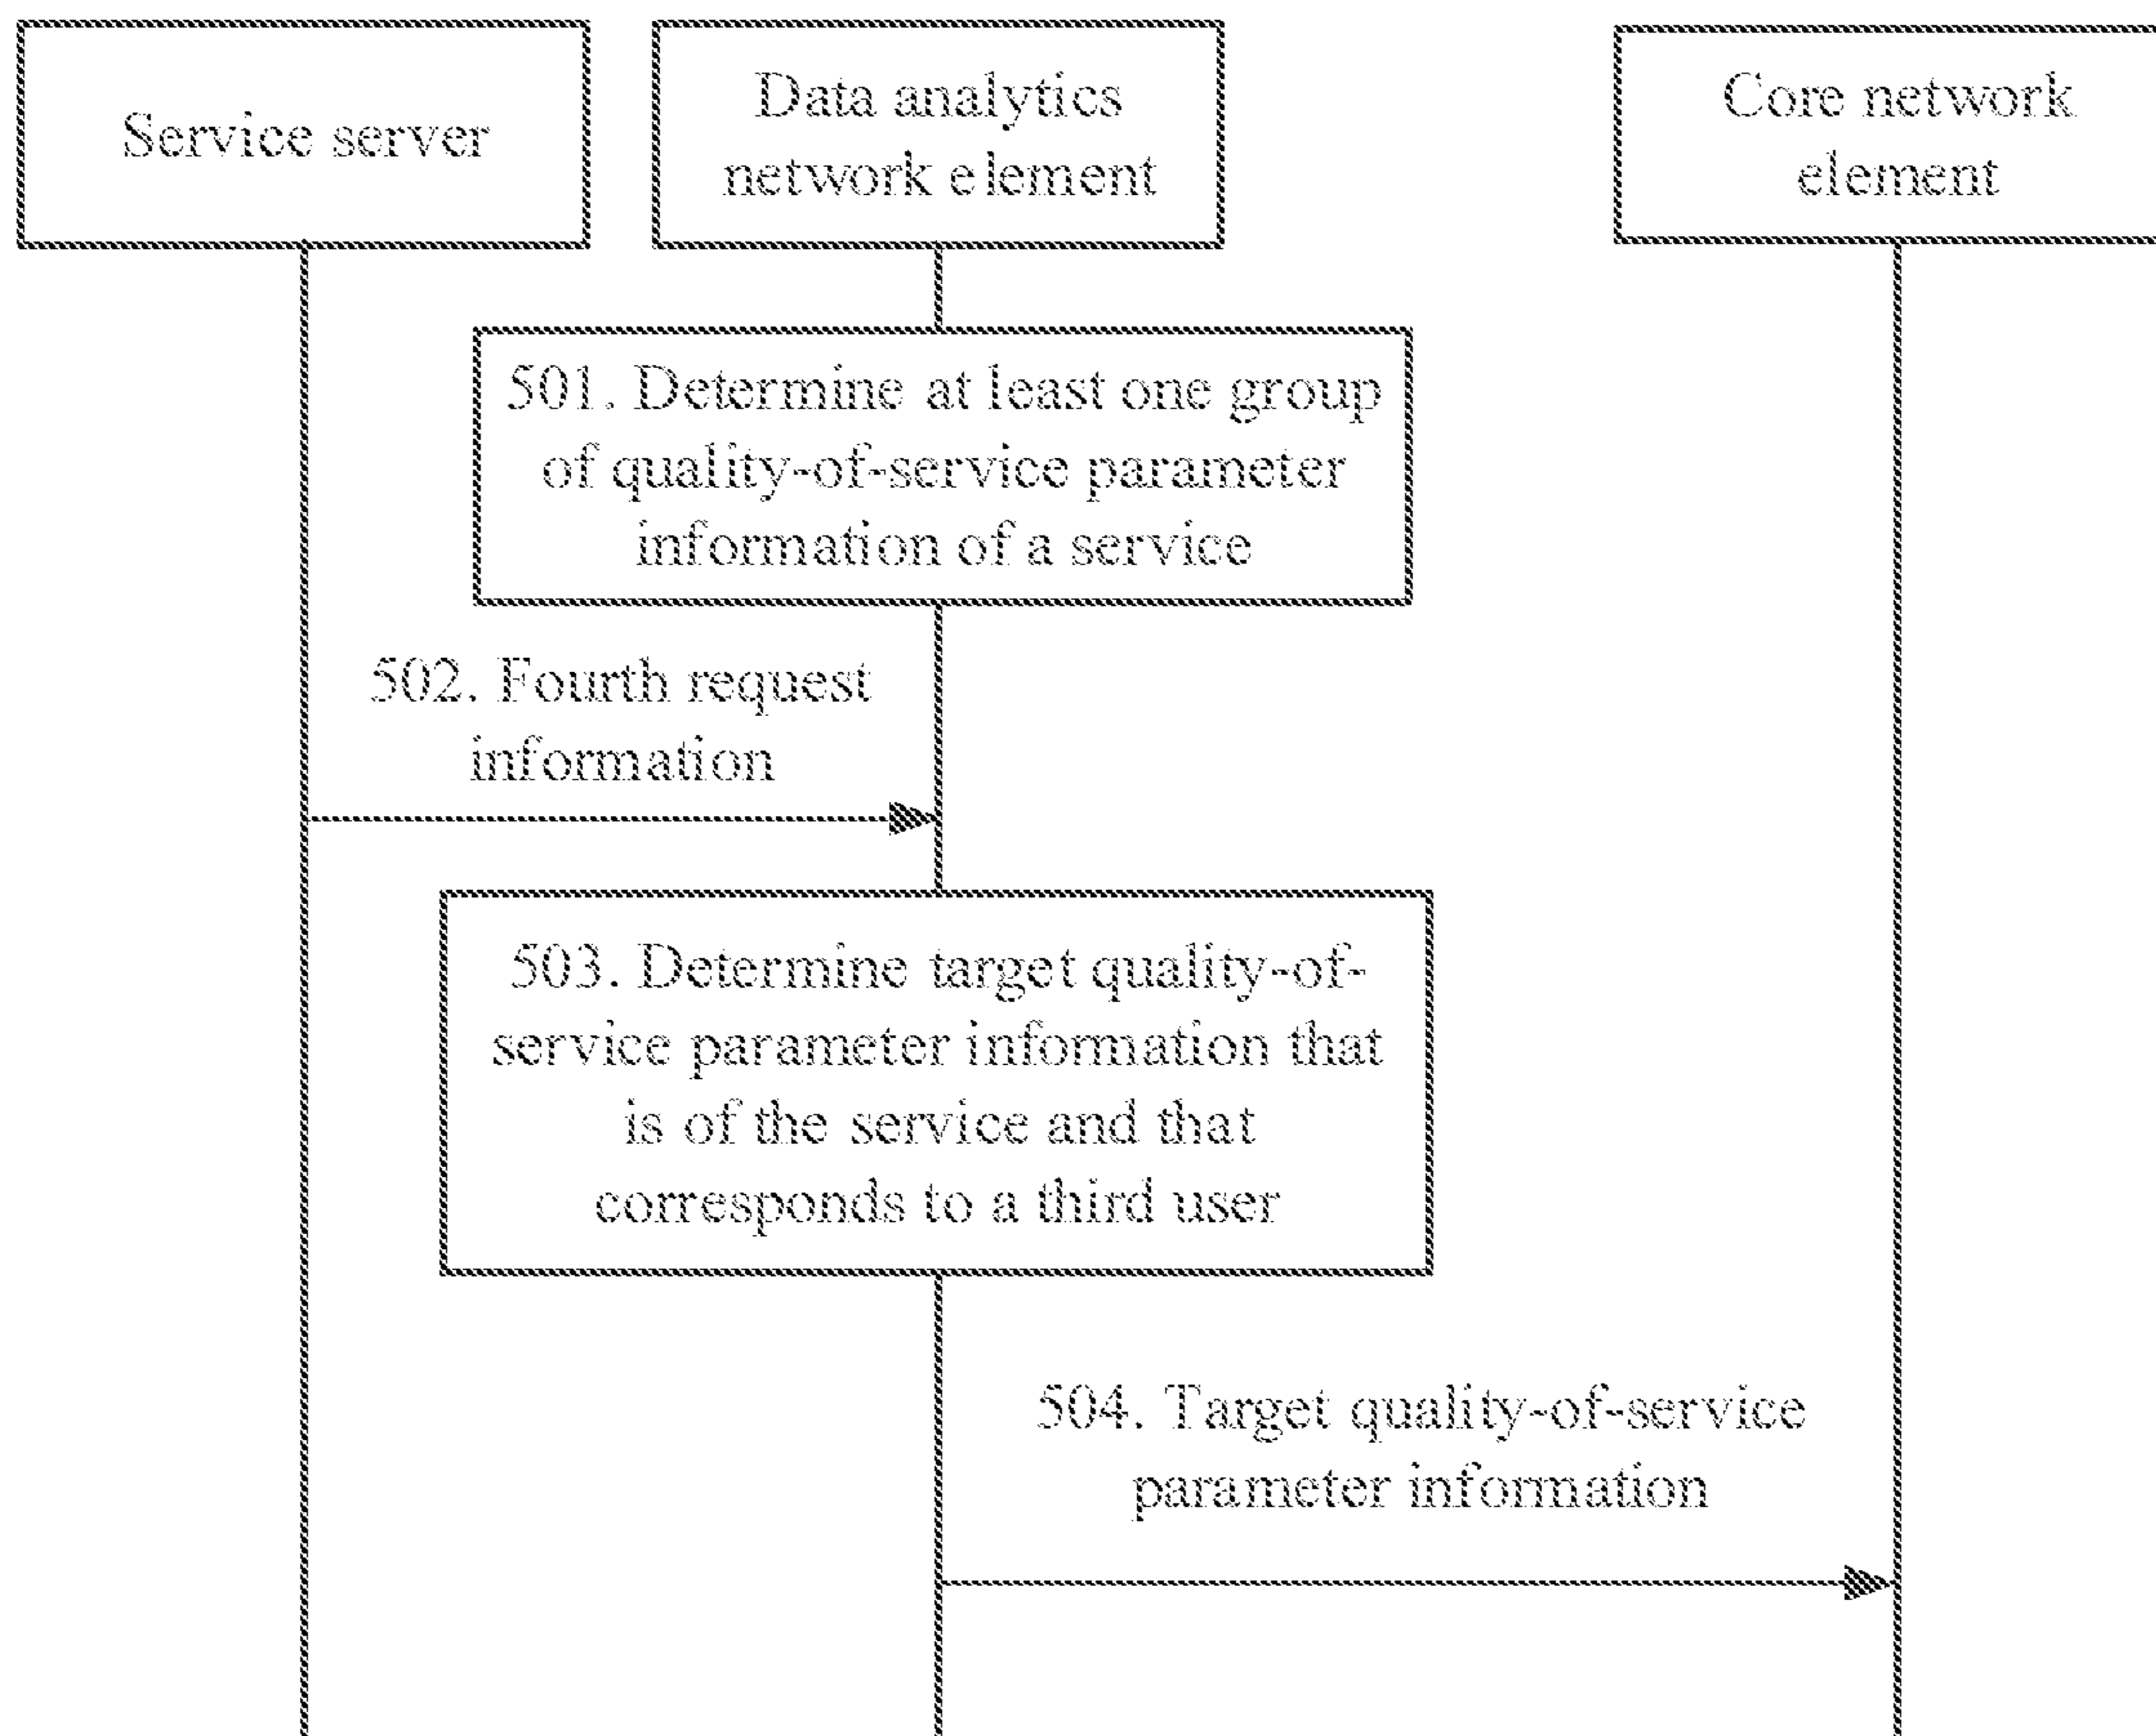 Service server
Data analytics
network element
Core network
element
501. Determine at least one group
of quality-of-service parameter
information of a service
502. Fourth request
information
503. Determine target quality-of-
service parameter information that
is of the service and that
corresponds to a third user
504. Target quality-of-service
parameter information